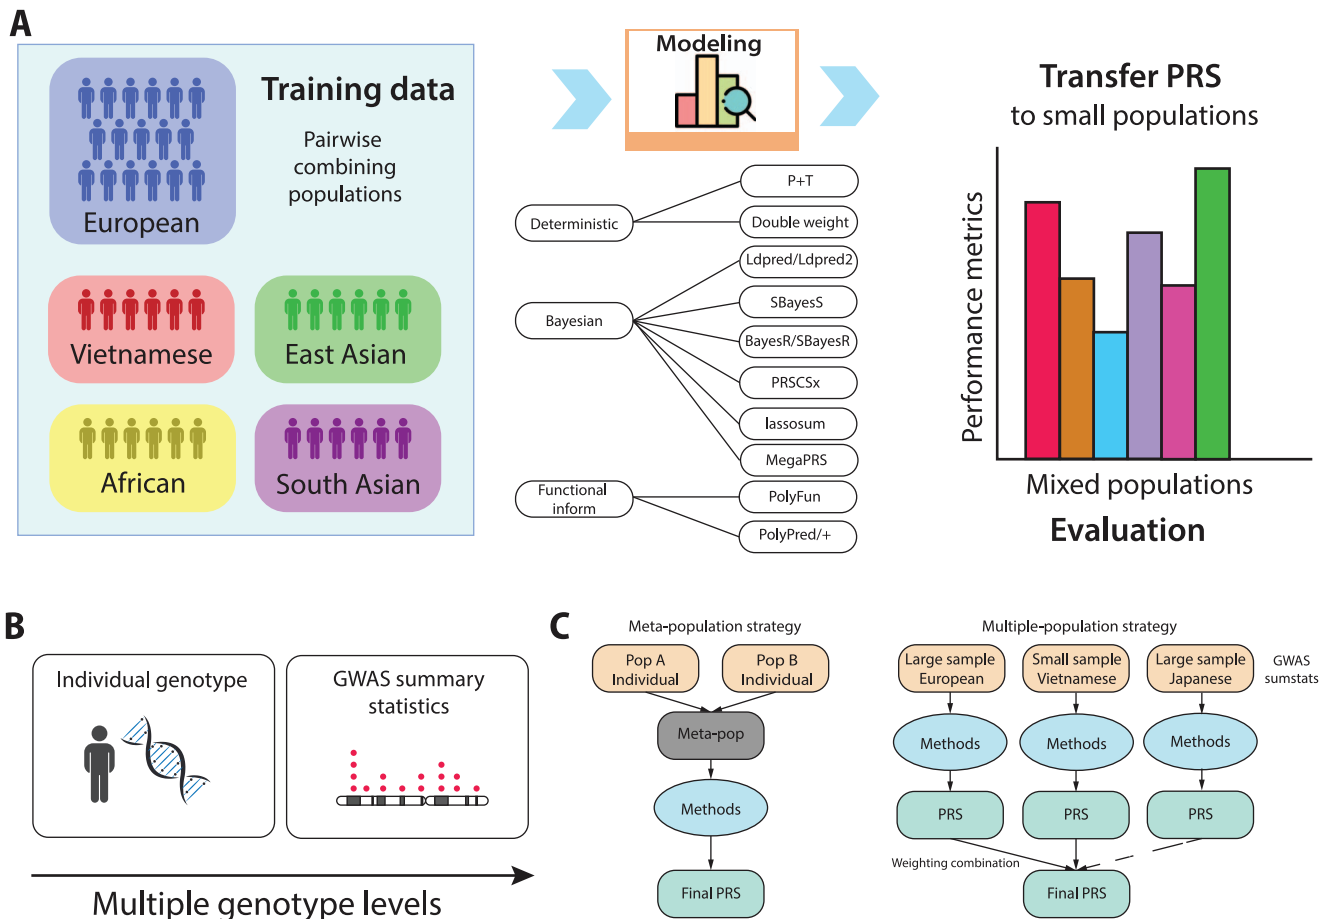 A
Training data
Pairwise
combining
populations
European
Vietnamese
East Asian
African
South Asian
Modeling
Deterministic
P+T
Double weight
Bayesian
Ldpred/Ldpred2
SBayesS
BayesR/SBayesR
PRSCSx
lassosum
MegaPRS
Functional
inform
PolyFun
PolyPred/+
Transfer PRS
to small populations
Performance metrics
Mixed populations
Evaluation
B
Individual genotype
GWAS summary
statistics
Multiple genotype levels
C
Meta-population strategy
Pop A
Individual
Pop B
Individual
Meta-pop
Methods
Final PRS
Multiple-population strategy
Large sample
European
Small sample
Vietnamese
Large sample
Japanese
GWAS
sumstats
Methods
Methods
Methods
PRS
PRS
PRS
Weighting combination
Final PRS